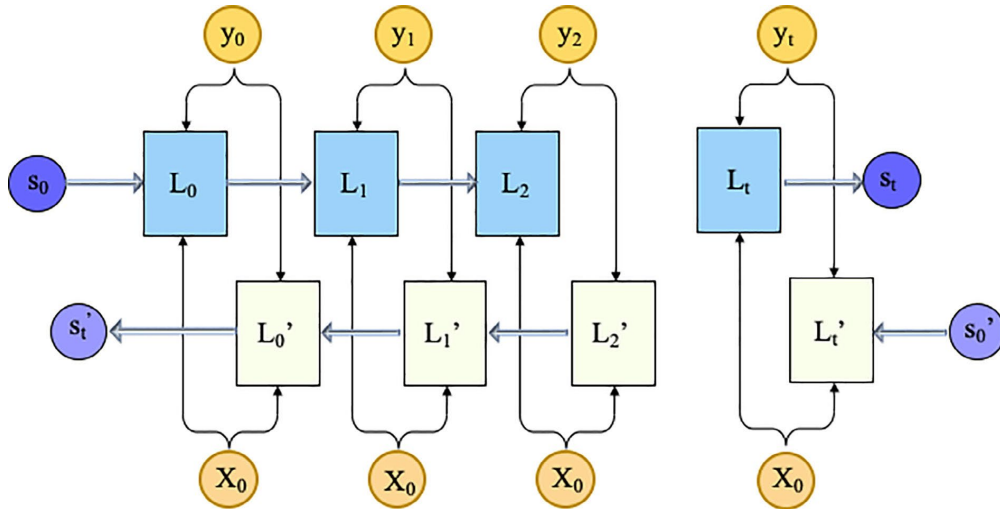 y₀ y₁ y₂ yₜ
s₀ L₀ L₁ L₂ Lₜ sₜ
sₜ' L₀' L₁' L₂' Lₜ' s₀'
X₀ X₀ X₀ X₀